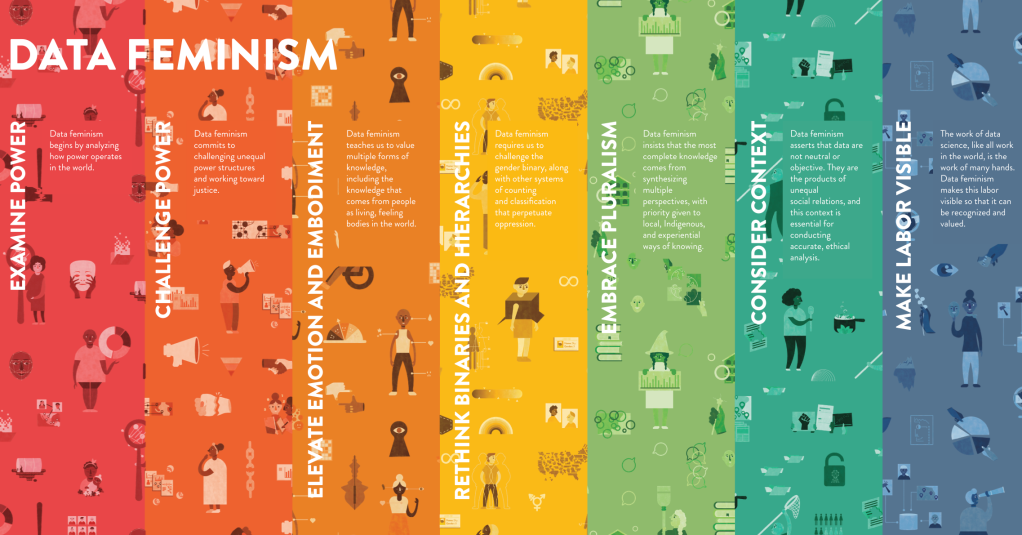 DATA FEMINISM
EXAMINE POWER
Data feminism
begins by analyzing
how power operates
in the world.
CHALLENGE POWER
Data feminism
commits to
challenging unequal
power structures
and working toward
justice.
ELEVATE EMOTION AND EMBODIMENT
Data feminism
teaches us to value
multiple forms of
knowledge,
including the
knowledge that
comes from people
as living, feeling
bodies in the world.
RETHINK BINARIES AND HIERARCHIES
Data feminism
requires us to
challenge the
gender binary, along
with other systems
of counting
and classification
that perpetuate
oppression.
EMBRACE PLURALISM
Data feminism
insists that the most
complete knowledge
comes from
synthesizing
multiple
perspectives, with
priority given to
local, Indigenous,
and experiential
ways of knowing.
CONSIDER CONTEXT
Data feminism
asserts that data are
not neutral or
objective. They are
the products of
unequal
social relations, and
this context is
essential for
conducting
accurate, ethical
analysis.
MAKE LABOR VISIBLE
The work of data
science, like all work
in the world, is the
work of many hands.
Data feminism
makes this labor
visible so that it can
be recognized and
valued.